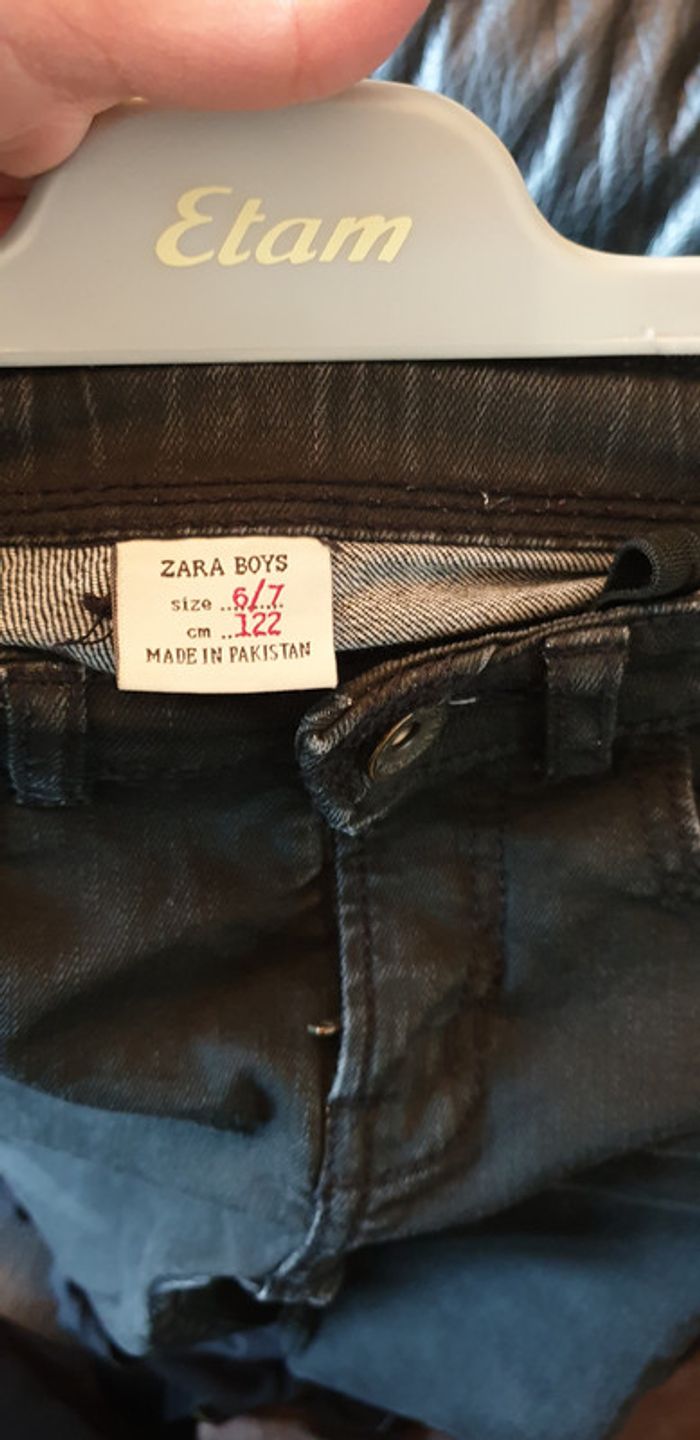 Etam
ZARA BOYS
size ..6/7..
cm ..122
MADE IN PAKISTAN